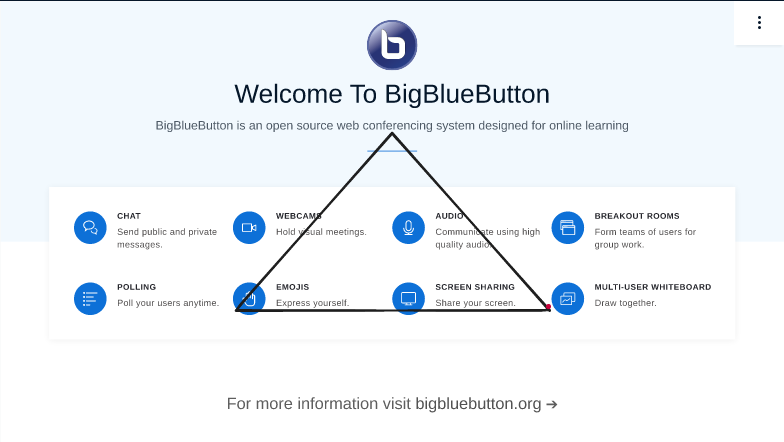 Welcome To BigBlueButton
BigBlueButton is an open source web conferencing system designed for online learning
CHAT
Send public and private
messages.
WEBCAMS
Hold visual meetings.
AUDIO
Communicate using high
quality audio.
BREAKOUT ROOMS
Form teams of users for
group work.
POLLING
Poll your users anytime.
EMOJIS
Express yourself.
SCREEN SHARING
Share your screen.
MULTI-USER WHITEBOARD
Draw together.
For more information visit bigbluebutton.org ➔